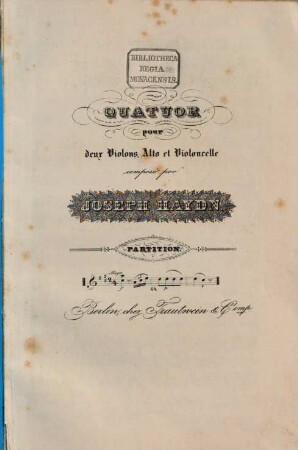 BIBLIOTHECA
REGIA
MONACENSIS.
QUATUOR
pour
deux Violons, Alto et Violoncelle
composé par
JOSEPH HAYDN.
PARTITION.
Berlin, chez Trautwein & Comp.